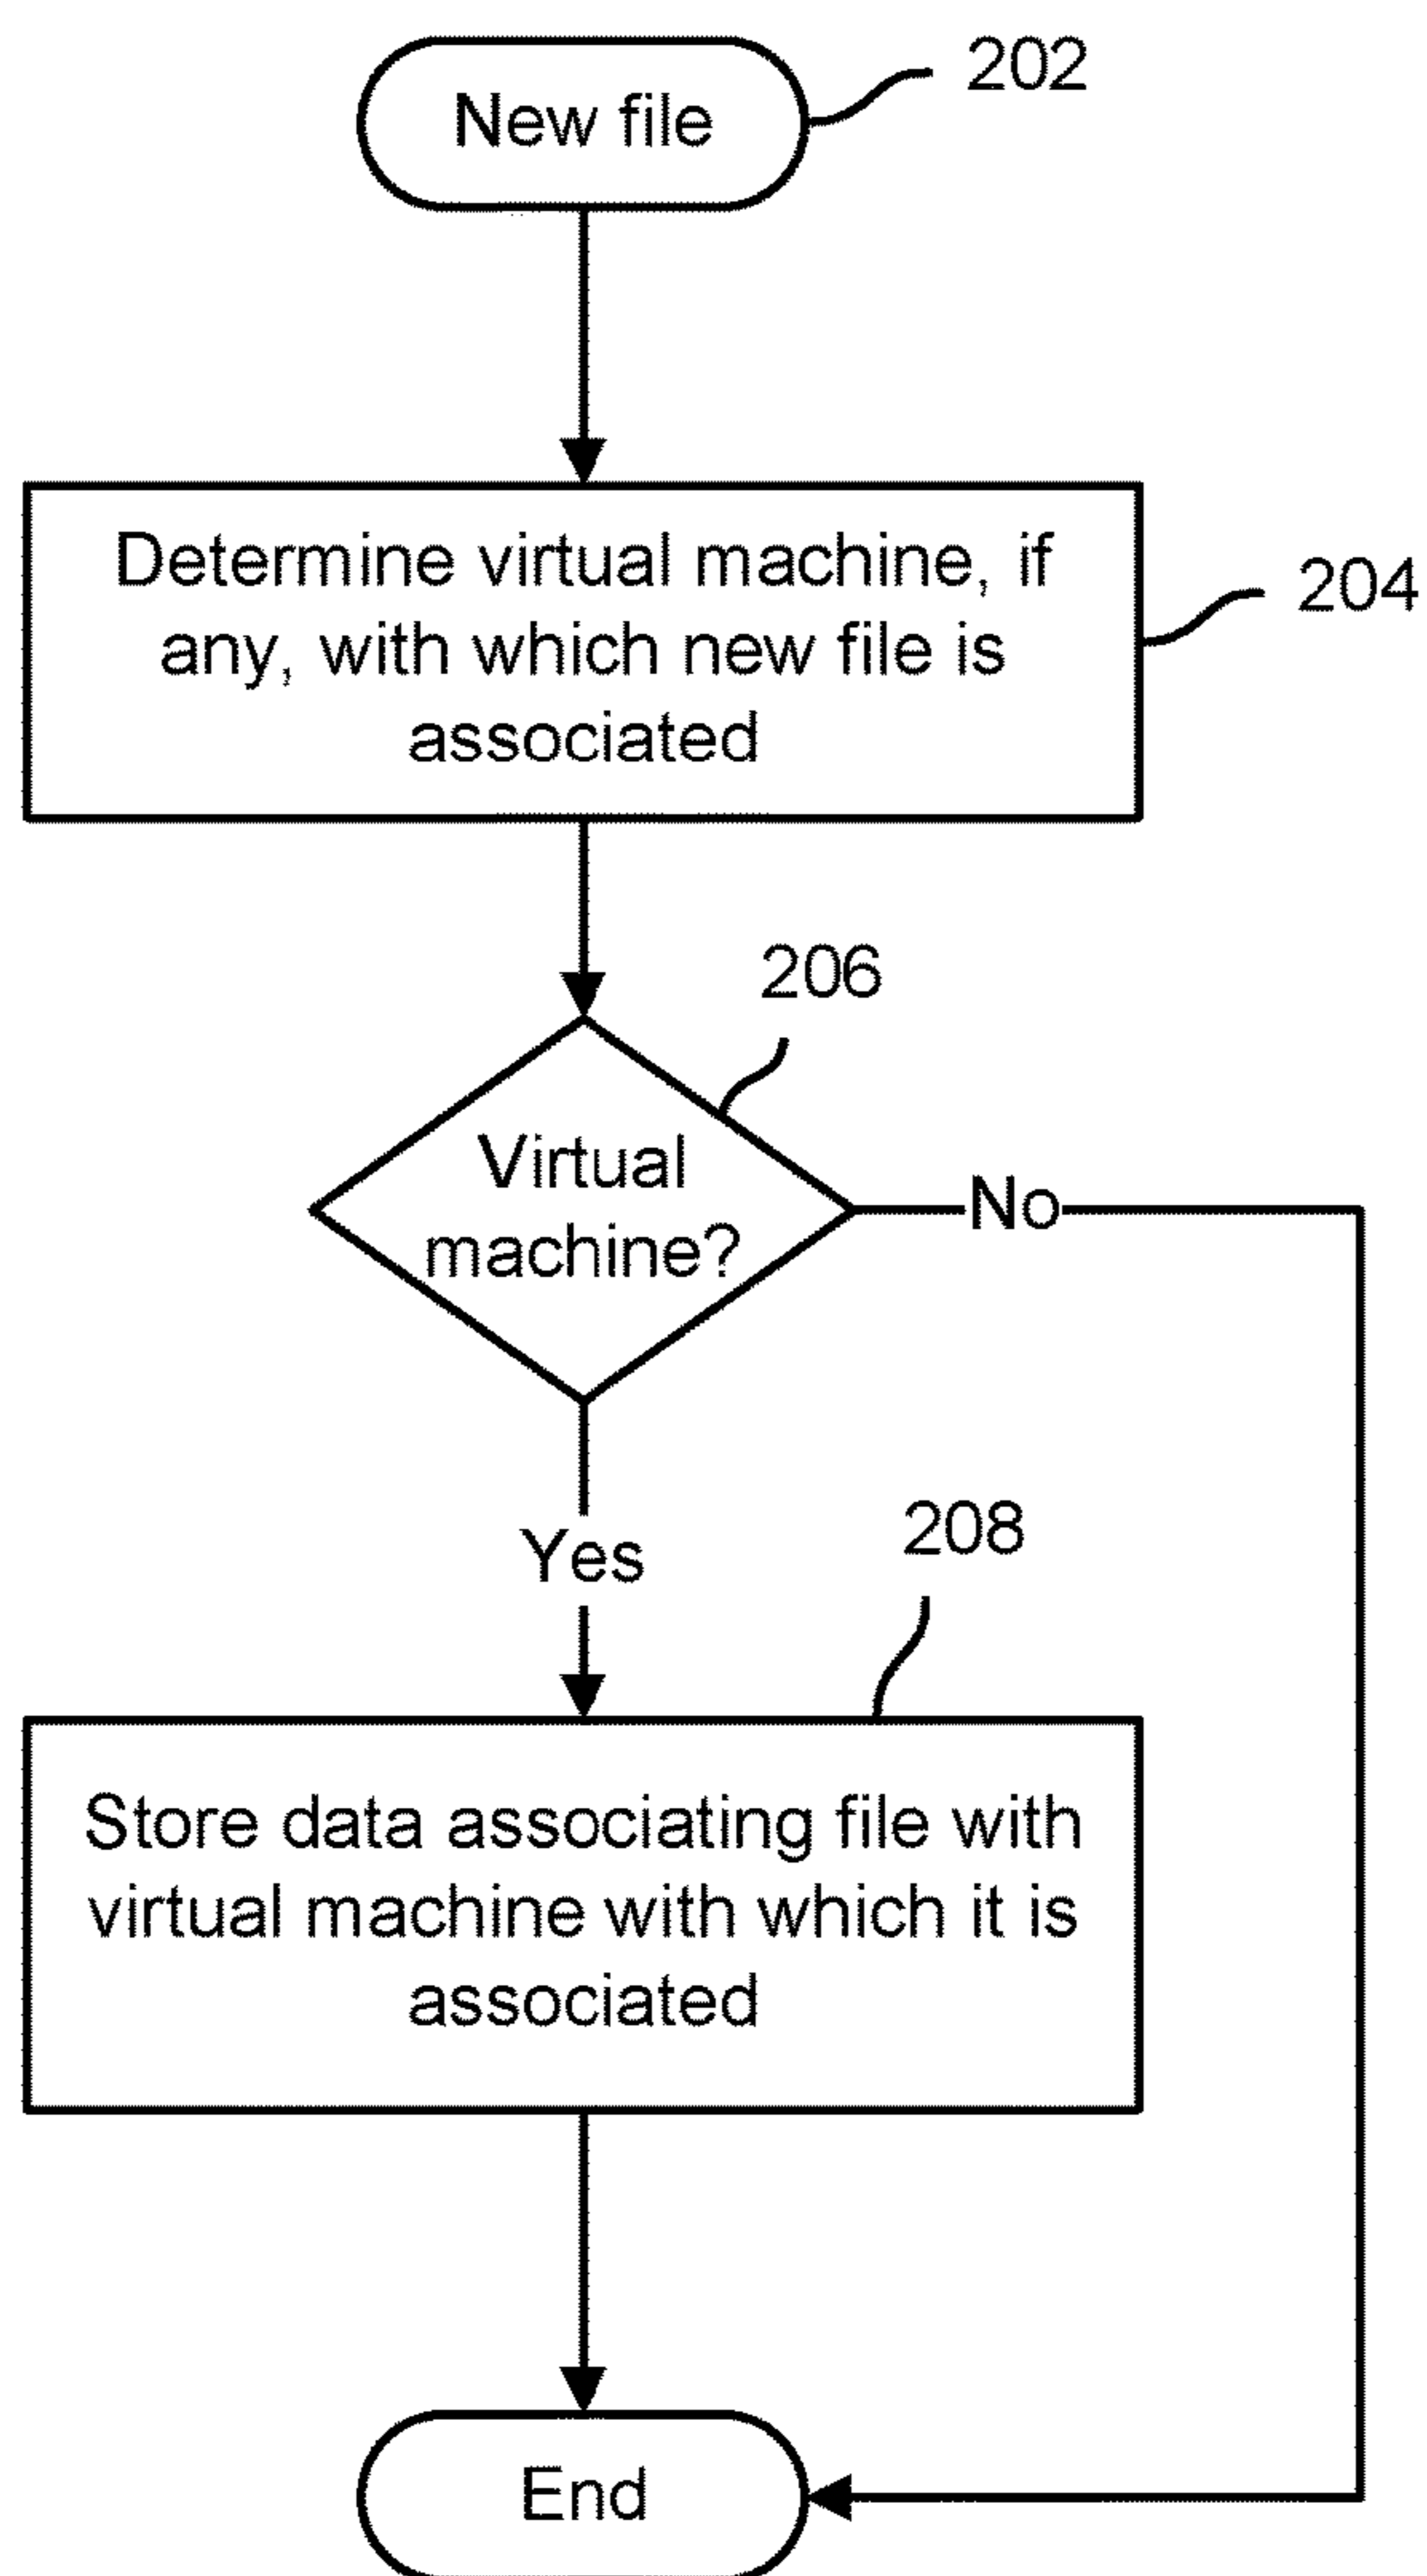 202
New file
Determine virtual machine, if
any, with which new file is
associated
204
206
Virtual
machine?
No
Yes
208
Store data associating file with
virtual machine with which it is
associated
End